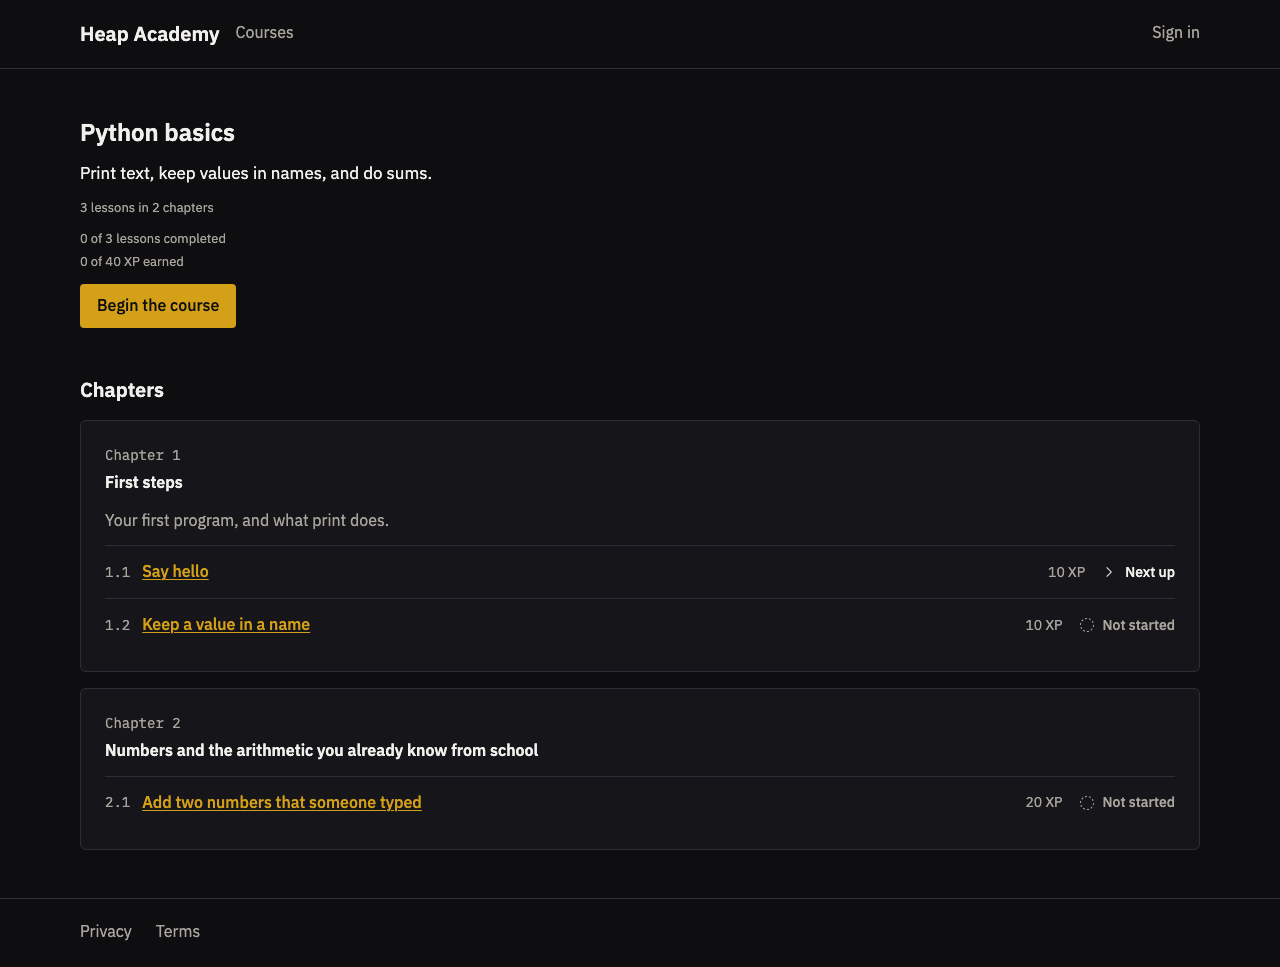 Heap Academy Courses Sign in
Python basics
Print text, keep values in names, and do sums.
3 lessons in 2 chapters
0 of 3 lessons completed
0 of 40 XP earned
Begin the course
Chapters
Chapter 1
First steps
Your first program, and what print does.
1.1 Say hello 10 XP Next up
1.2 Keep a value in a name 10 XP Not started
Chapter 2
Numbers and the arithmetic you already know from school
2.1 Add two numbers that someone typed 20 XP Not started
Privacy Terms